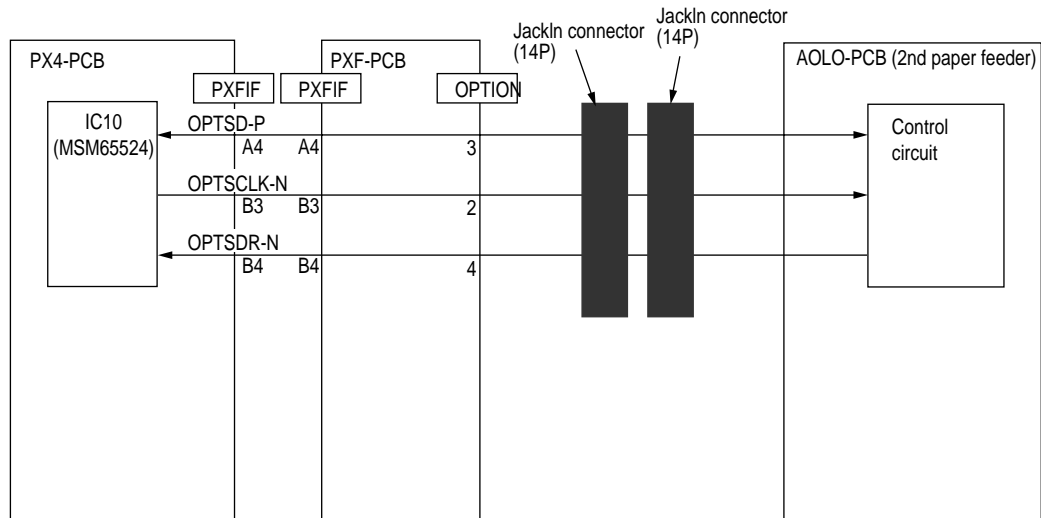 JackIn connector
(14P)
JackIn connector
(14P)
PX4-PCB
PXF-PCB
AOLO-PCB (2nd paper feeder)
PXFIF
PXFIF
OPTION
IC10
(MSM65524)
Control
circuit
OPTSD-P
A4
A4
3
OPTSCLK-N
B3
B3
2
OPTSDR-N
B4
B4
4